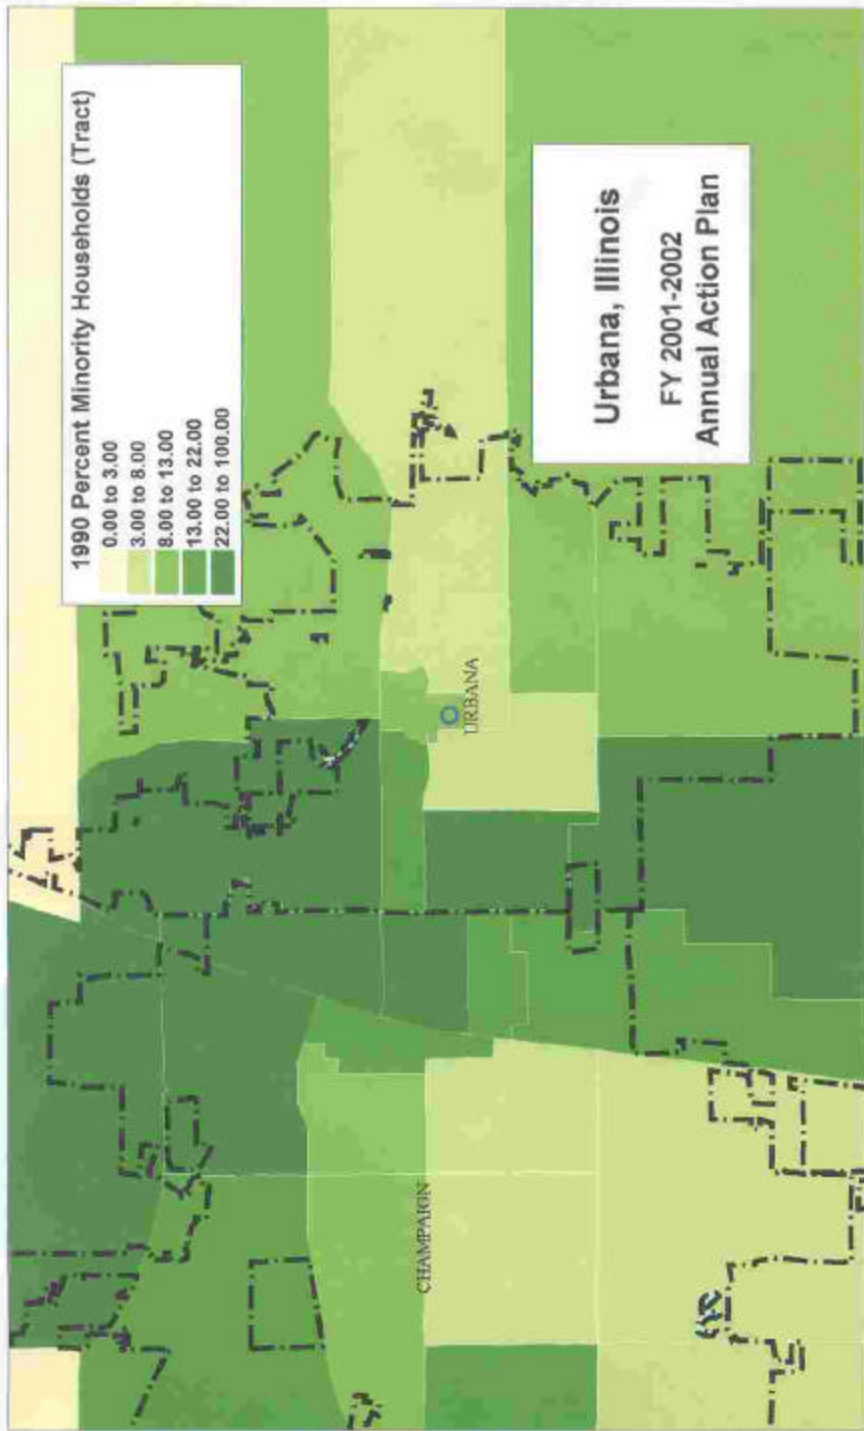 1990 Percent Minority Households (Tract)
0.00 to 3.00
3.00 to 8.00
8.00 to 13.00
13.00 to 22.00
22.00 to 100.00
CHAMPAIGN
URBANA
Urbana, Illinois
FY 2001-2002
Annual Action Plan